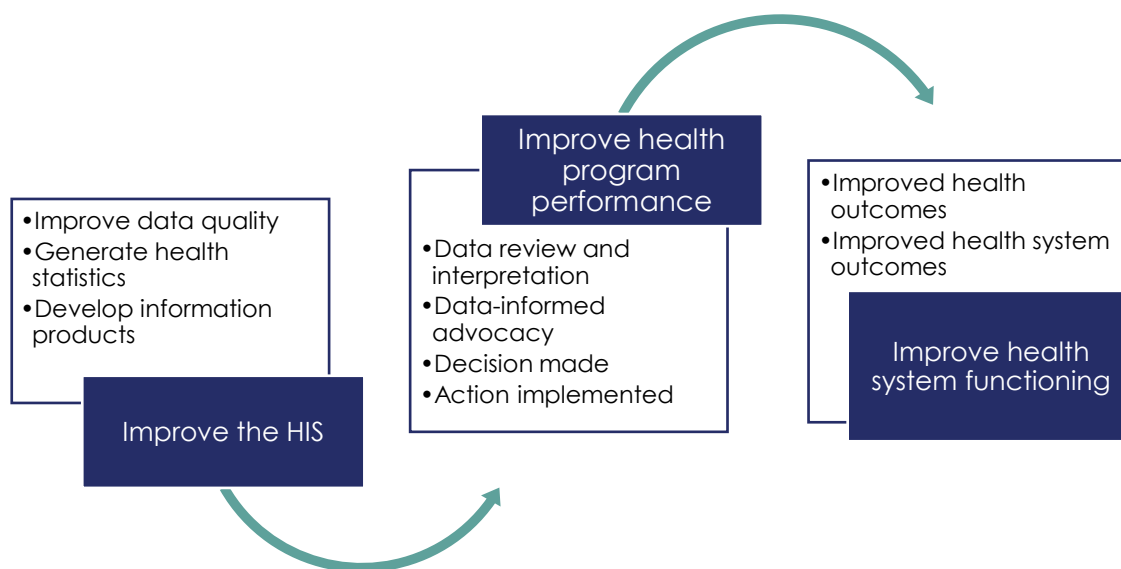 •Improve data quality
•Generate health
statistics
•Develop information
products
Improve the HIS
Improve health
program
performance
•Data review and
interpretation
•Data-informed
advocacy
•Decision made
•Action implemented
•Improved health
outcomes
•Improved health system
outcomes
Improve health
system functioning